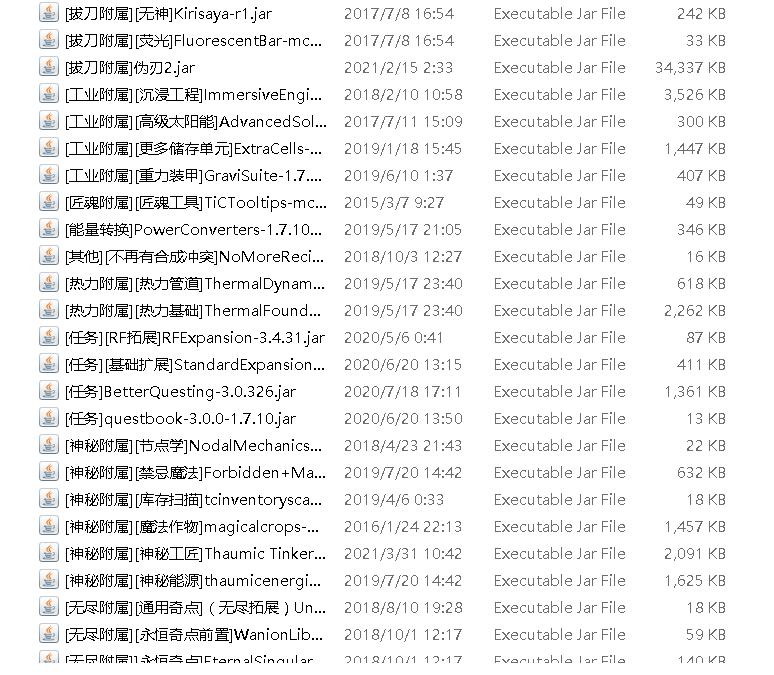 [拔刀附属][无神]Kirisaya-r1.jar 2017/7/8 16:54 Executable Jar File 242 KB
[拔刀附属][荧光]FluorescentBar-mc... 2017/7/8 16:54 Executable Jar File 33 KB
[拔刀附属]伪刃2.jar 2021/2/15 2:33 Executable Jar File 34,337 KB
[工业附属][沉浸工程]ImmersiveEngi... 2018/2/10 10:58 Executable Jar File 3,526 KB
[工业附属][高级太阳能]AdvancedSol... 2017/7/11 15:09 Executable Jar File 300 KB
[工业附属][更多储存单元]ExtraCells-... 2019/1/18 15:45 Executable Jar File 1,447 KB
[工业附属][重力装甲]GraviSuite-1.7.... 2019/6/10 1:37 Executable Jar File 407 KB
[匠魂附属][匠魂工具]TiCTooltips-mc... 2015/3/7 9:27 Executable Jar File 49 KB
[能量转换]PowerConverters-1.7.10... 2019/5/17 21:05 Executable Jar File 346 KB
[其他][不再有合成冲突]NoMoreReci... 2018/10/3 12:27 Executable Jar File 16 KB
[热力附属][热力管道]ThermalDynam... 2019/5/17 23:40 Executable Jar File 618 KB
[热力附属][热力基础]ThermalFound... 2019/5/17 23:40 Executable Jar File 2,262 KB
[任务][RF拓展]RFExpansion-3.4.31.jar 2020/5/6 0:41 Executable Jar File 87 KB
[任务][基础扩展]StandardExpansion... 2020/6/20 13:15 Executable Jar File 411 KB
[任务]BetterQuesting-3.0.326.jar 2020/7/18 17:11 Executable Jar File 1,361 KB
[任务]questbook-3.0.0-1.7.10.jar 2020/6/20 13:50 Executable Jar File 13 KB
[神秘附属][节点学]NodalMechanics... 2018/4/23 21:43 Executable Jar File 22 KB
[神秘附属][禁忌魔法]Forbidden+Ma... 2019/7/20 14:42 Executable Jar File 632 KB
[神秘附属][库存扫描]tcinventorysca... 2019/4/6 0:33 Executable Jar File 18 KB
[神秘附属][魔法作物]magicalcrops-... 2016/1/24 22:13 Executable Jar File 1,457 KB
[神秘附属][神秘工匠]Thaumic Tinker... 2021/3/31 10:42 Executable Jar File 2,091 KB
[神秘附属][神秘能源]thaumicenergi... 2019/7/20 14:42 Executable Jar File 1,625 KB
[无尽附属][通用奇点]（无尽拓展）Un... 2018/8/10 19:28 Executable Jar File 18 KB
[无尽附属][永恒奇点前置]WanionLib... 2018/10/1 12:17 Executable Jar File 59 KB
[无尽附属][永恒奇点]EternalSingular... 2018/10/1 12:17 Executable Jar File 140 KB